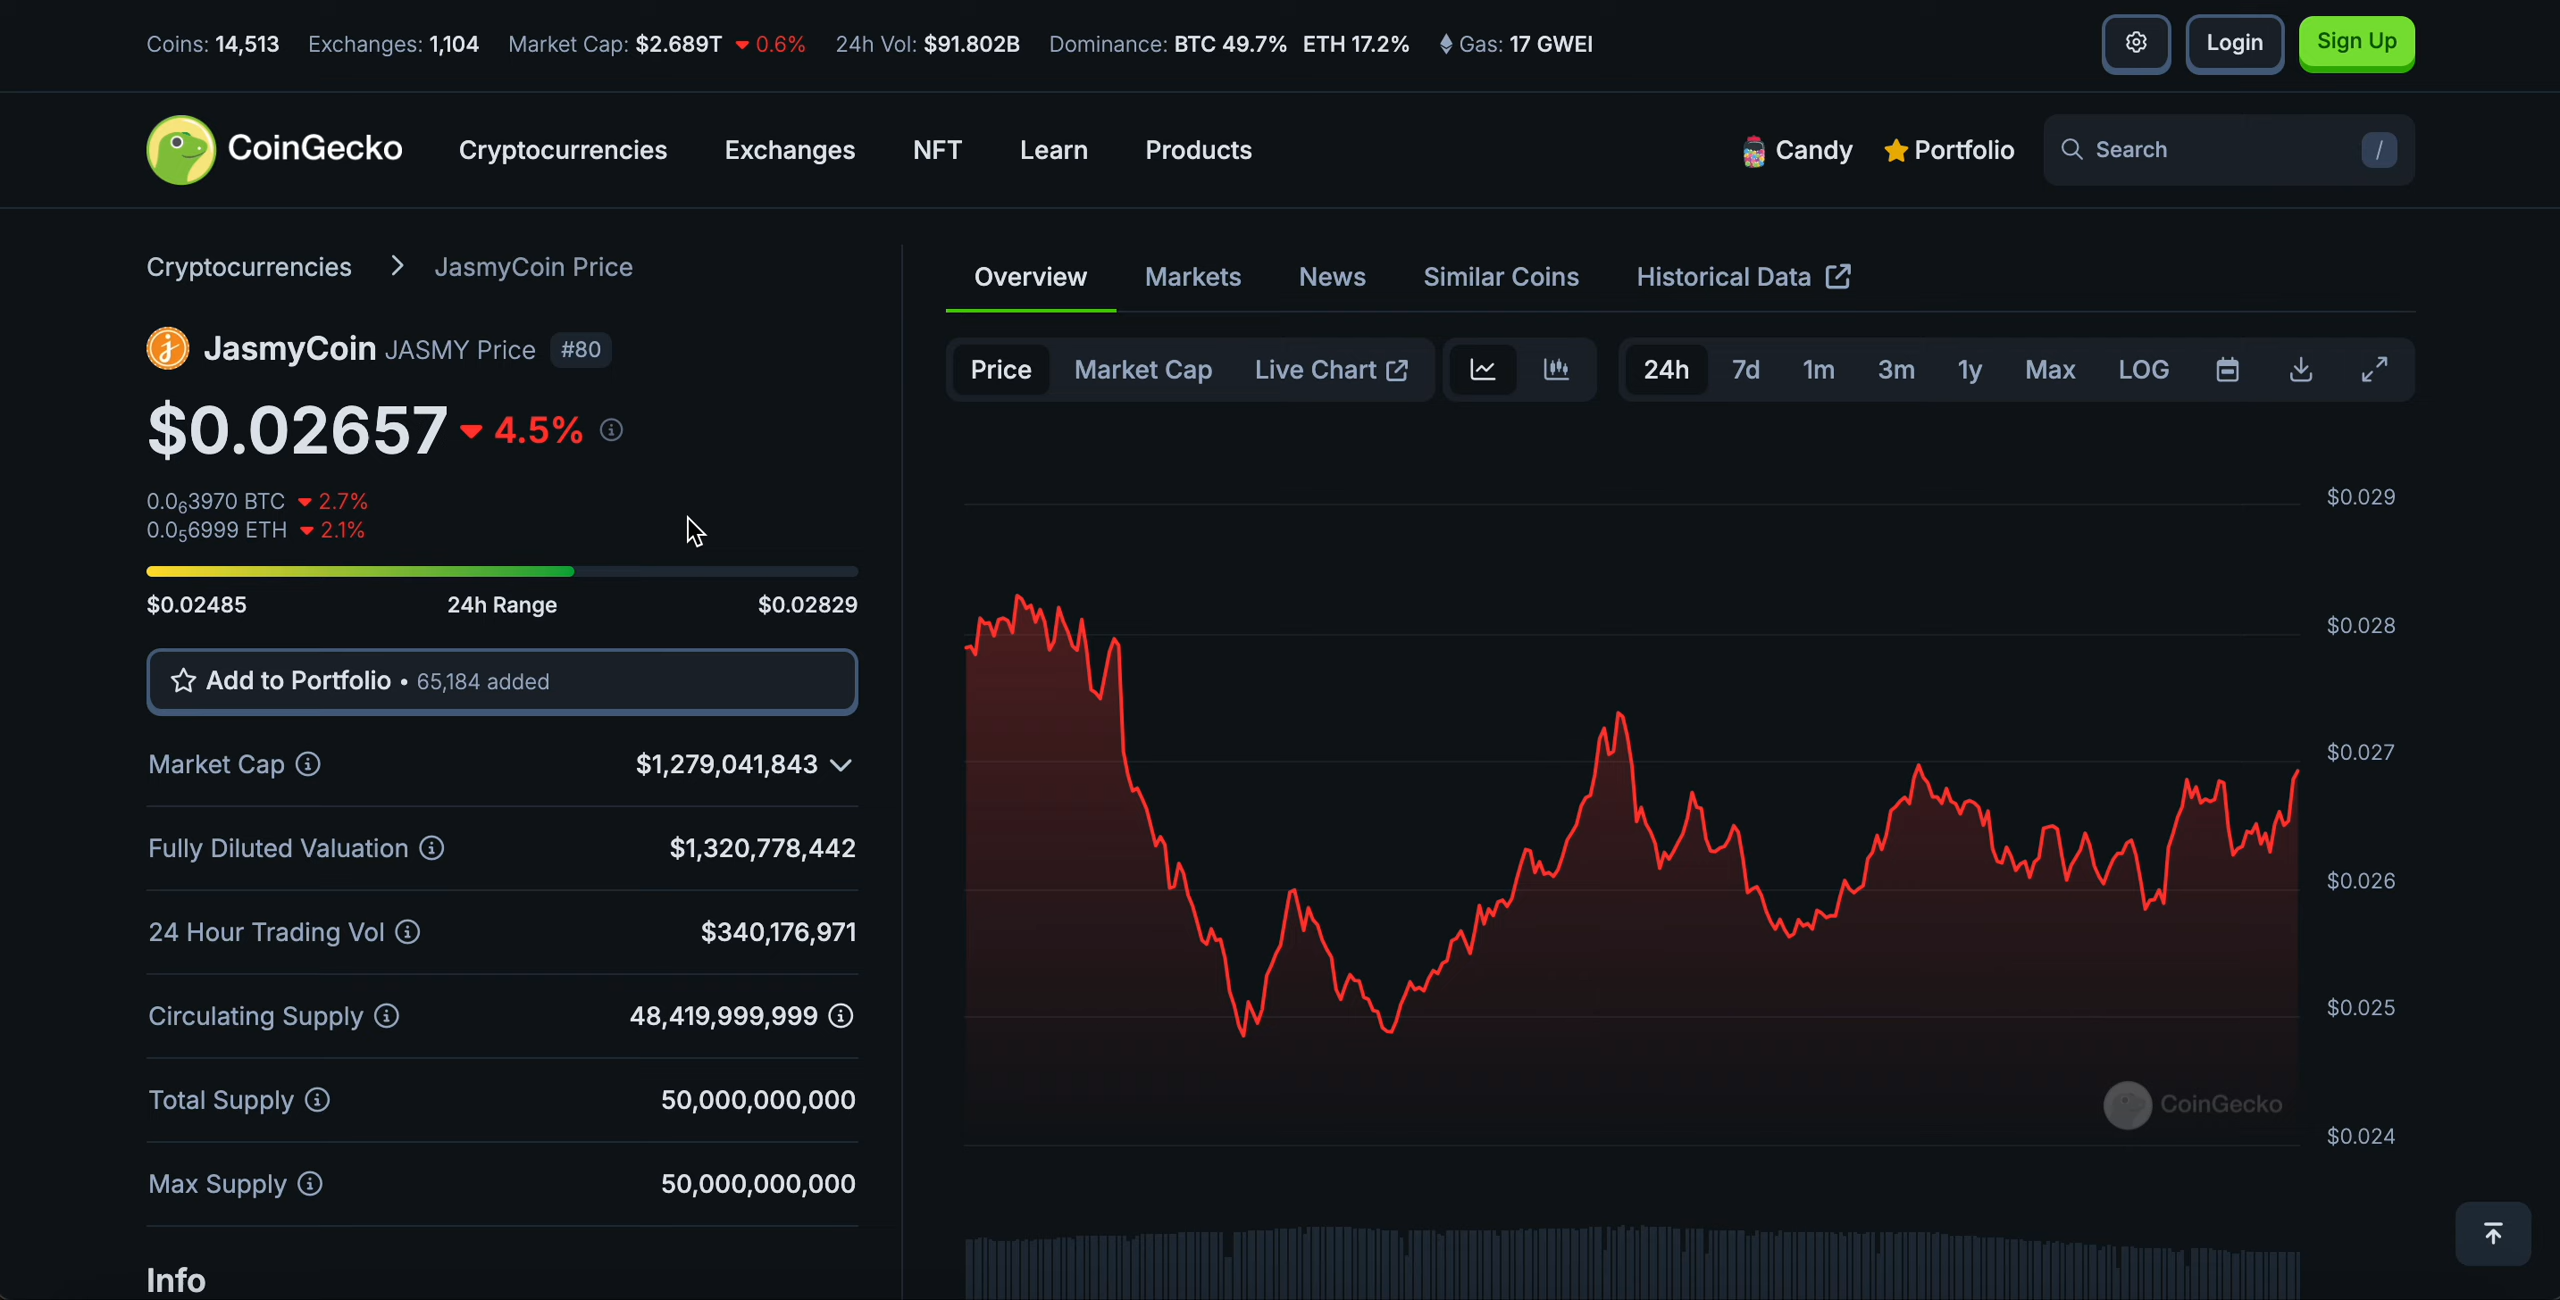 Coins: 14,513 Exchanges: 1,104 Market Cap: $2.689T 0.6% 24h Vol: $91.802B Dominance: BTC 49.7% ETH 17.2% Gas: 17 GWEI Login Sign Up
CoinGecko Cryptocurrencies Exchanges NFT Learn Products Candy Portfolio Search /
Cryptocurrencies > JasmyCoin Price
JasmyCoin JASMY Price #80
$0.02657 4.5%
0.0₆3970 BTC 2.7%
0.0₅6999 ETH 2.1%
$0.02485 24h Range $0.02829
Add to Portfolio • 65,184 added
Market Cap $1,279,041,843
Fully Diluted Valuation $1,320,778,442
24 Hour Trading Vol $340,176,971
Circulating Supply 48,419,999,999
Total Supply 50,000,000,000
Max Supply 50,000,000,000
Info
Overview Markets News Similar Coins Historical Data
Price Market Cap Live Chart 24h 7d 1m 3m 1y Max LOG
$0.029
$0.028
$0.027
$0.026
$0.025
CoinGecko
$0.024